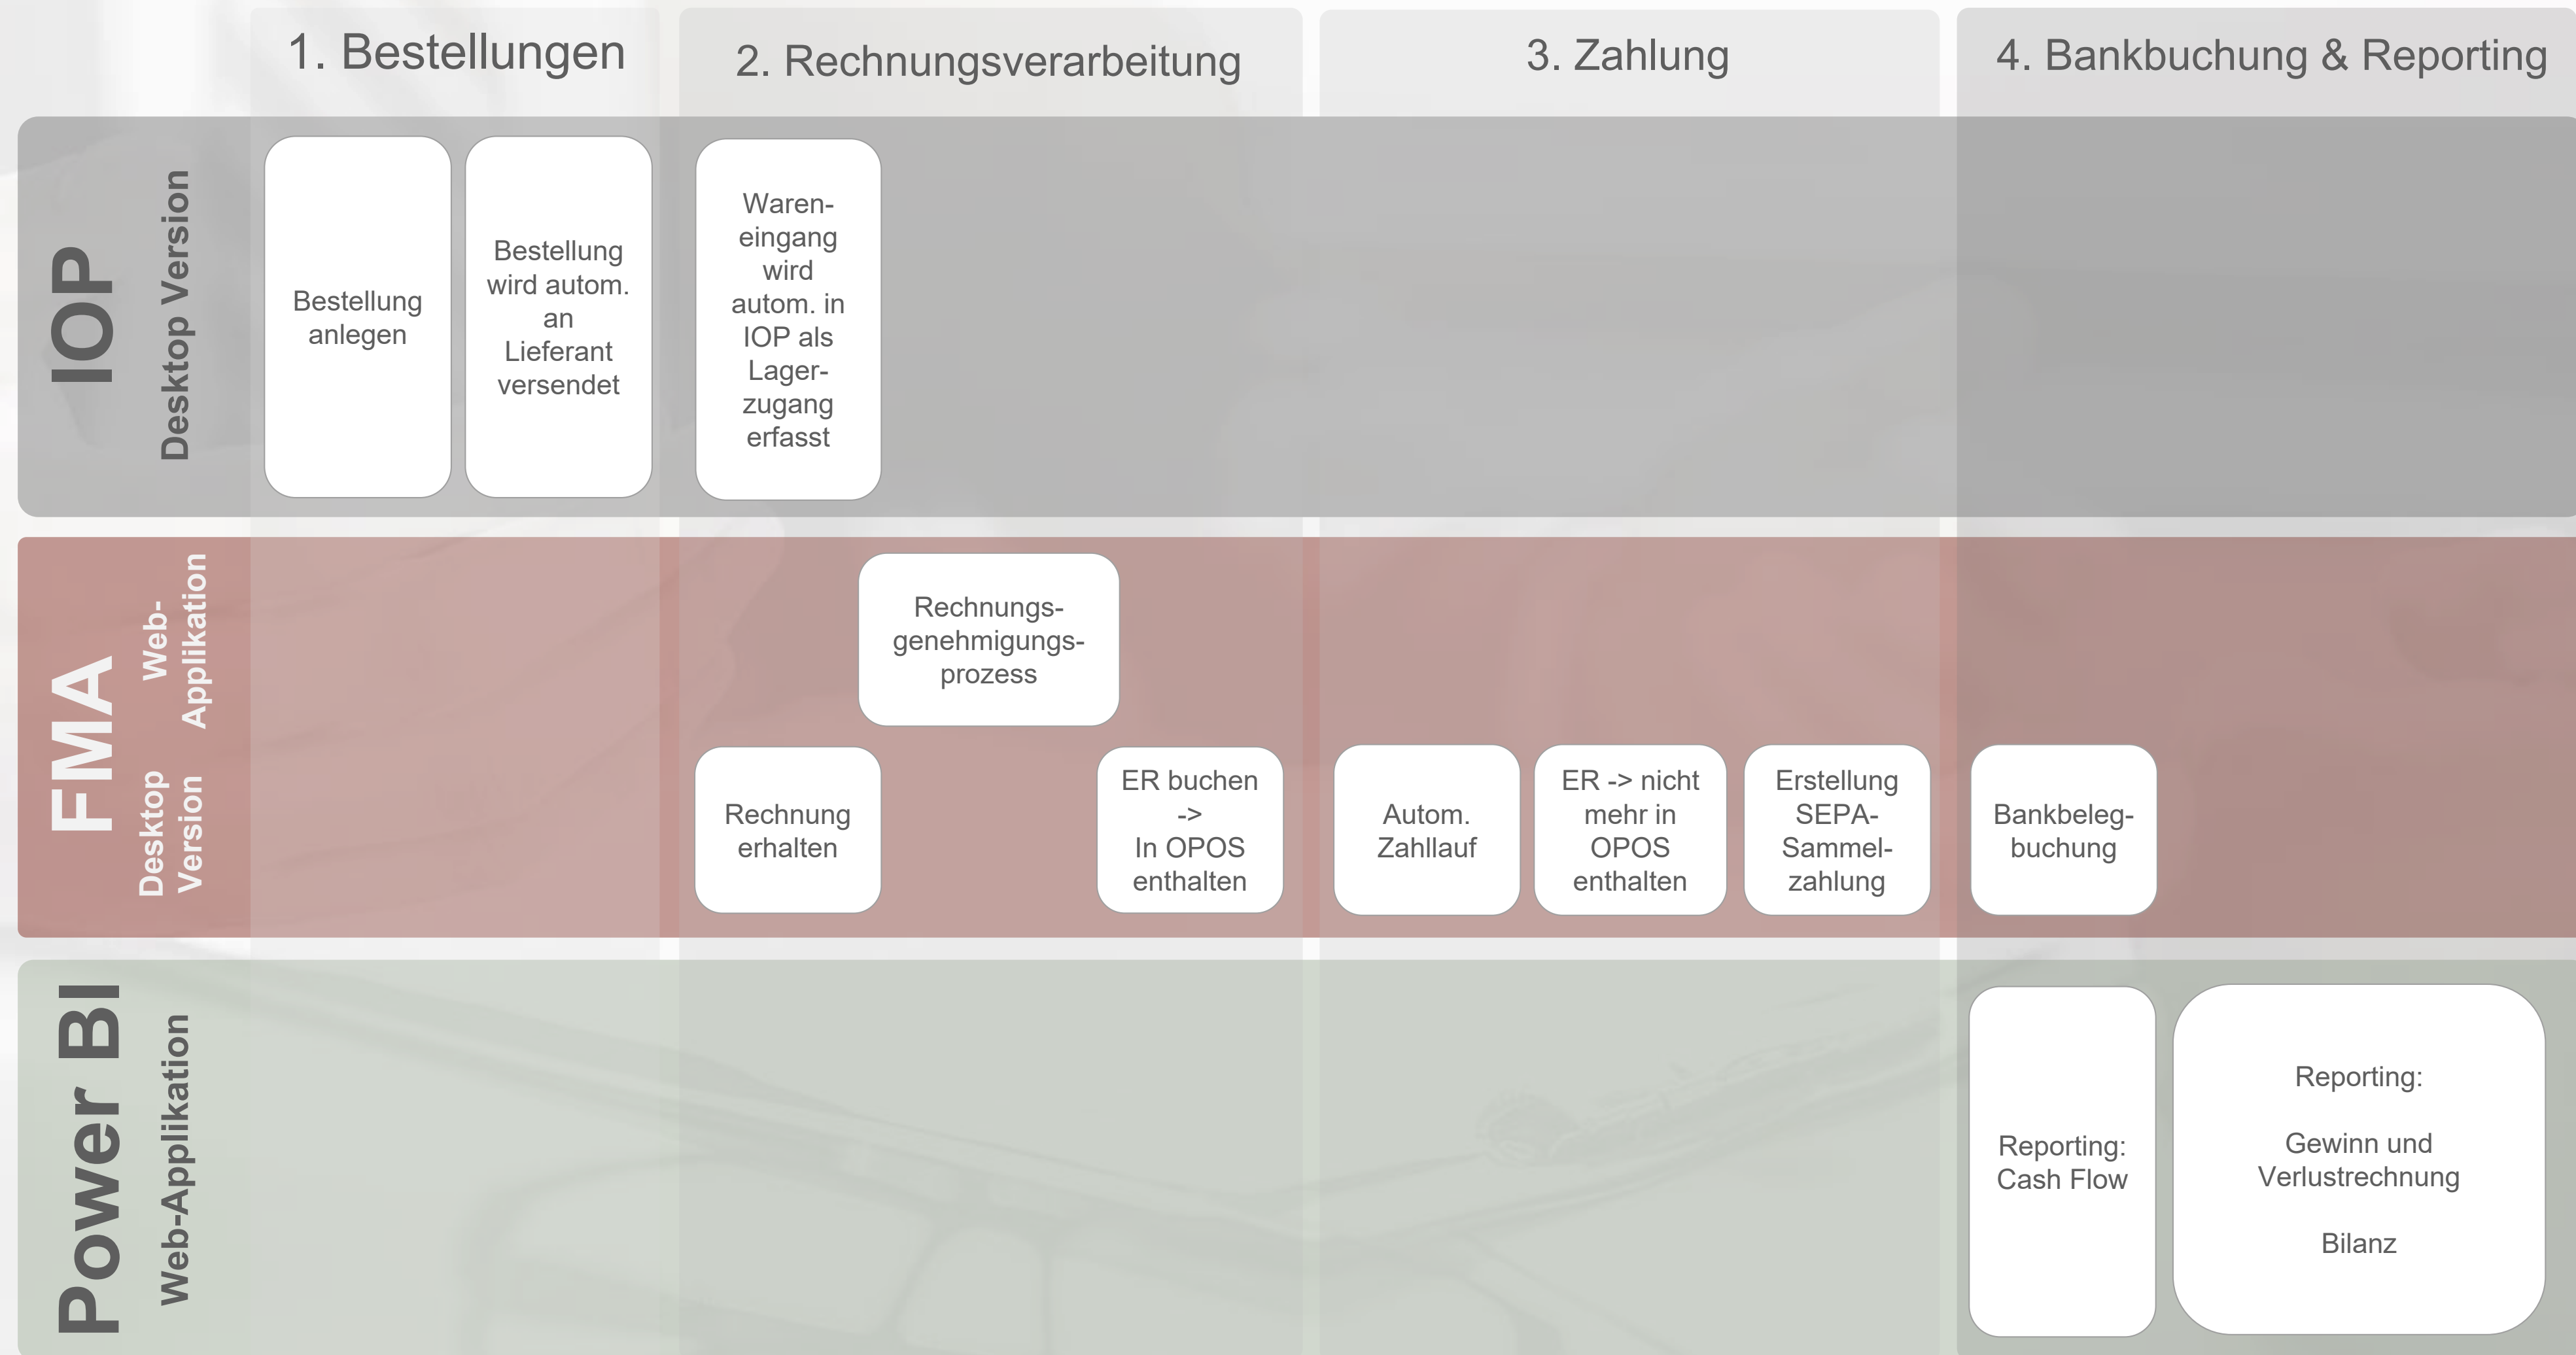 1. Bestellungen
2. Rechnungsverarbeitung
3. Zahlung
4. Bankbuchung & Reporting
IOP
Desktop Version
Bestellung
anlegen
Bestellung
wird autom.
an
Lieferant
versendet
Waren-
eingang
wird
autom. in
IOP als
Lager-
zugang
erfasst
FMA
Web-
Applikation
Desktop
Version
Rechnungs-
genehmigungs-
prozess
Rechnung
erhalten
ER buchen
->
In OPOS
enthalten
Autom.
Zahllauf
ER -> nicht
mehr in
OPOS
enthalten
Erstellung
SEPA-
Sammel-
zahlung
Bankbeleg-
buchung
Power BI
Web-Applikation
Reporting:
Cash Flow
Reporting:
Gewinn und
Verlustrechnung
Bilanz